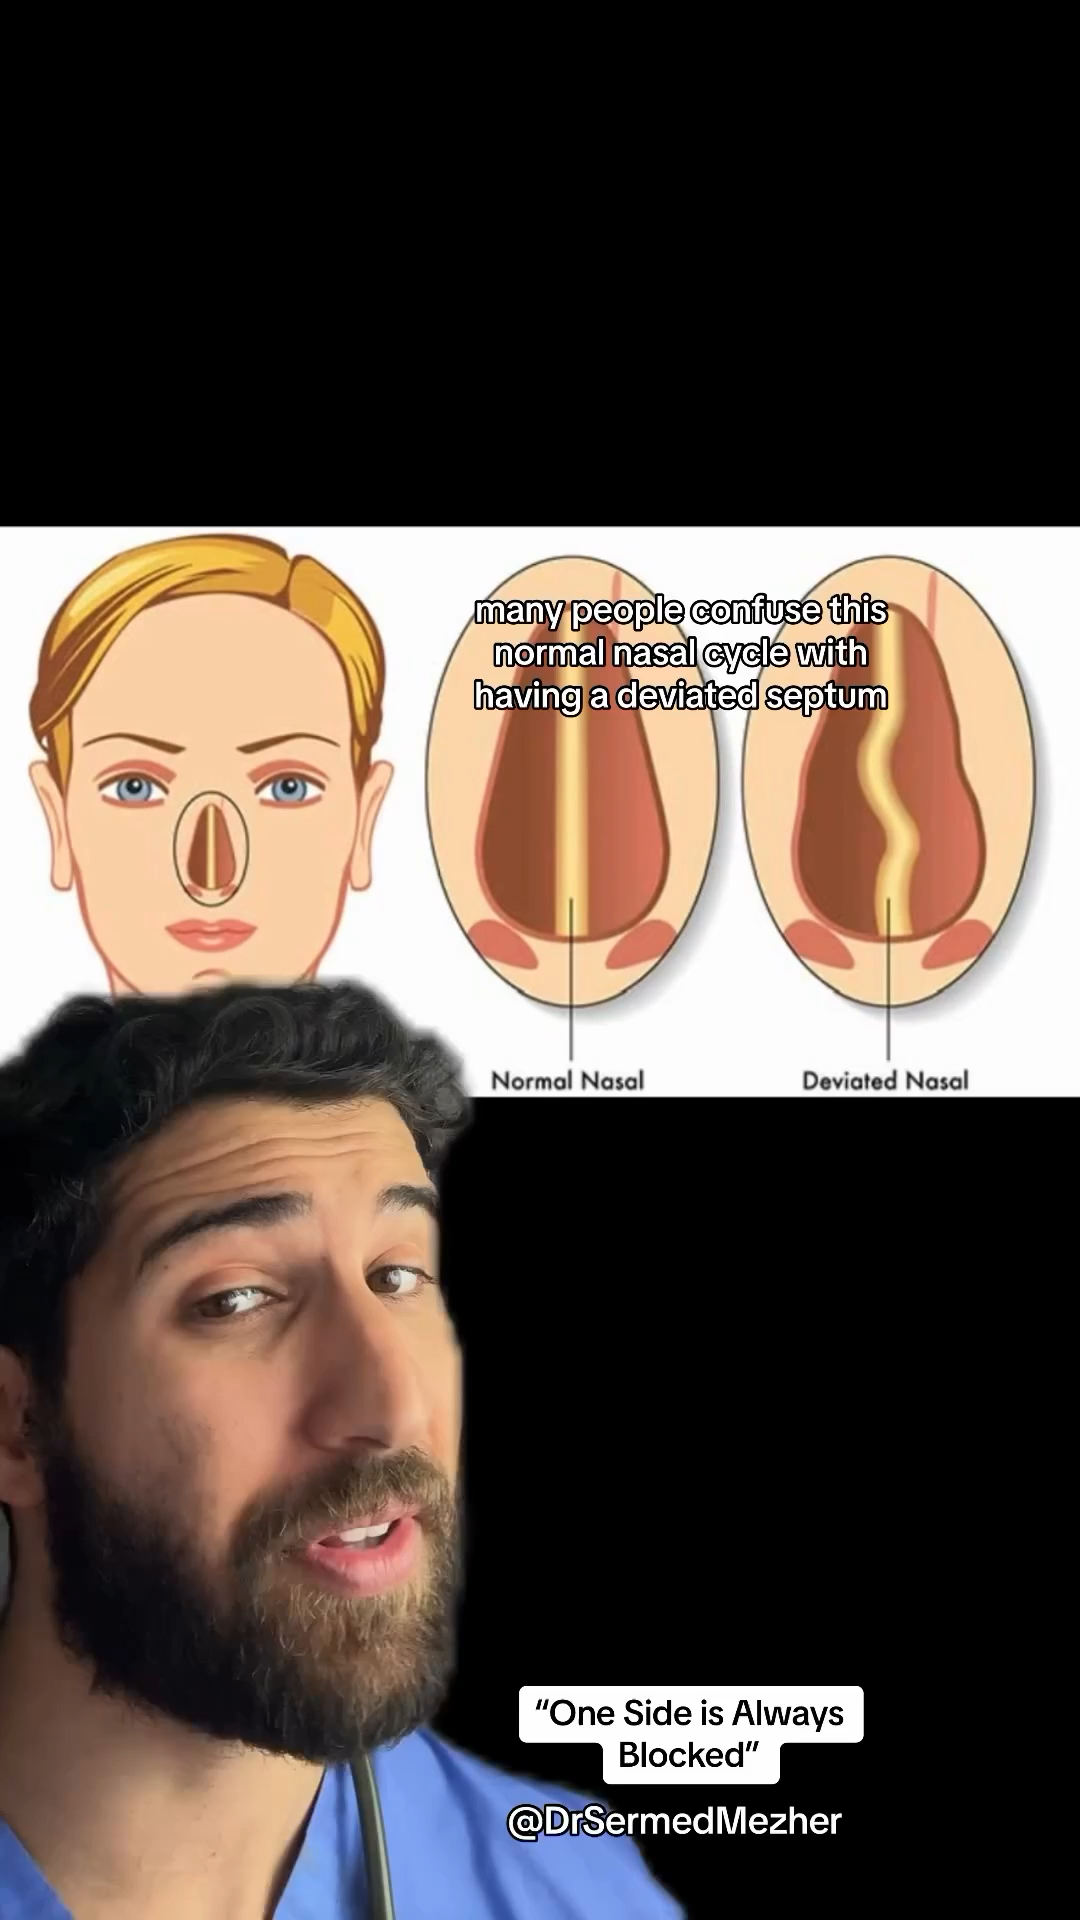 many people confuse this
normal nasal cycle with
having a deviated septum
Normal Nasal
Deviated Nasal
“One Side is Always
Blocked”
@DrSermedMezher